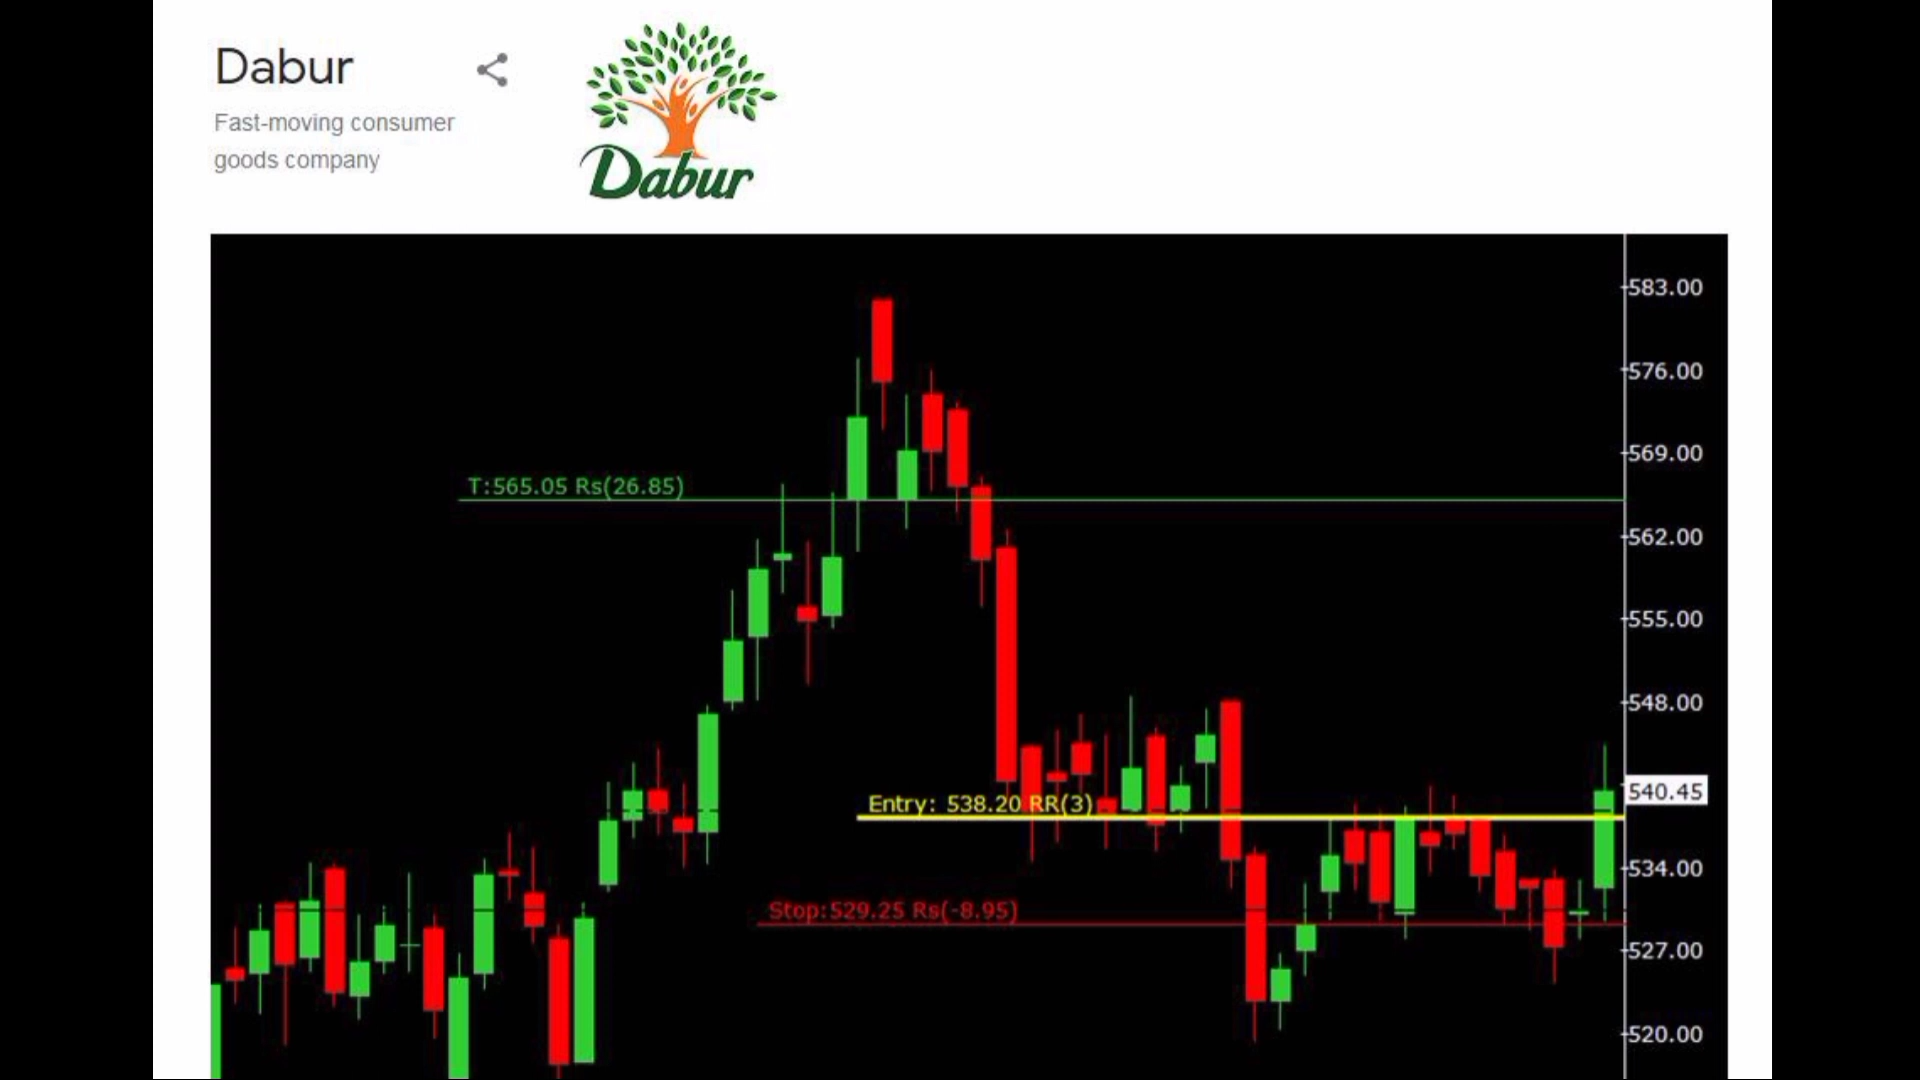 Dabur
Fast-moving consumer
goods company
Dabur
583.00
576.00
569.00
T:565.05 Rs(26.85)
562.00
555.00
548.00
540.45
Entry: 538.20 RR(3)
534.00
Stop:529.25 Rs(-8.95)
527.00
520.00